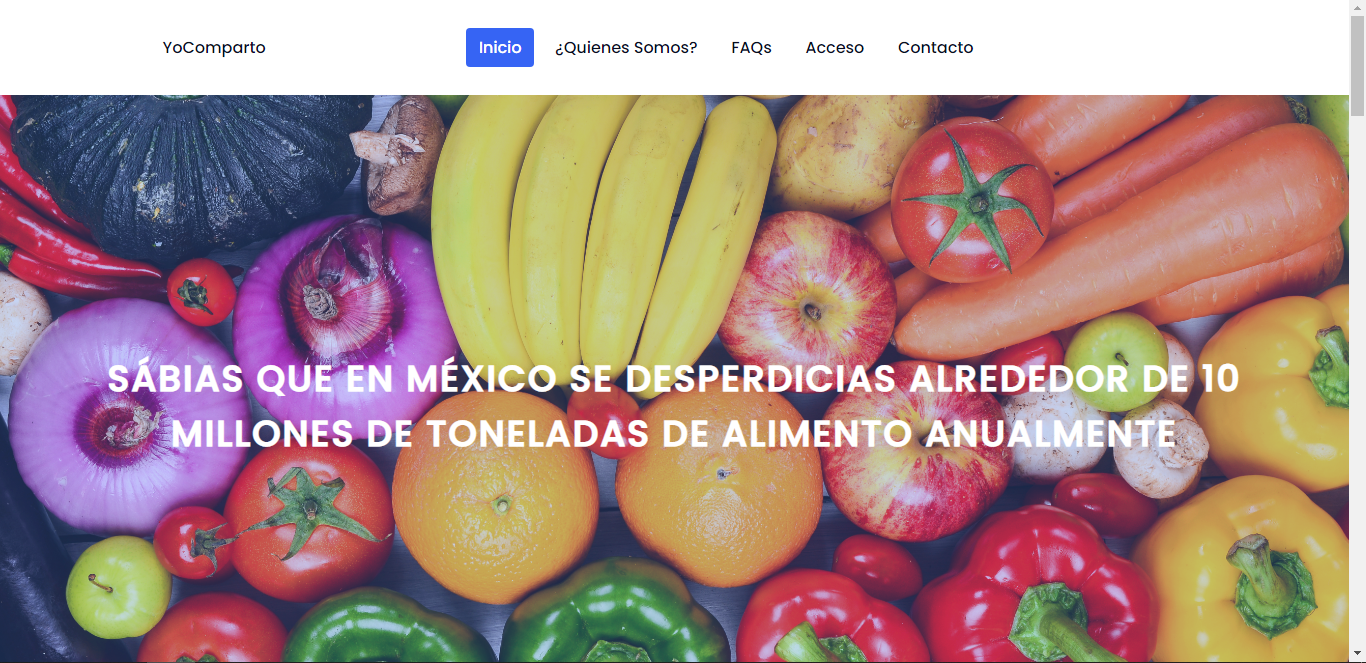 YoComparto
Inicio ¿Quienes Somos? FAQs Acceso Contacto
SÁBIAS QUE EN MÉXICO SE DESPERDICIAS ALREDEDOR DE 10
MILLONES DE TONELADAS DE ALIMENTO ANUALMENTE